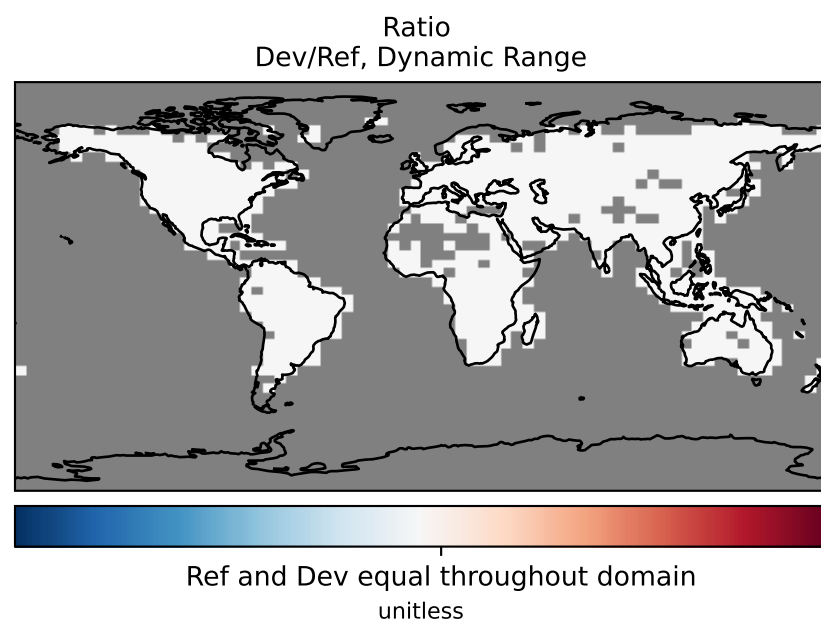 Ratio
Dev/Ref, Dynamic Range
Ref and Dev equal throughout domain
unitless